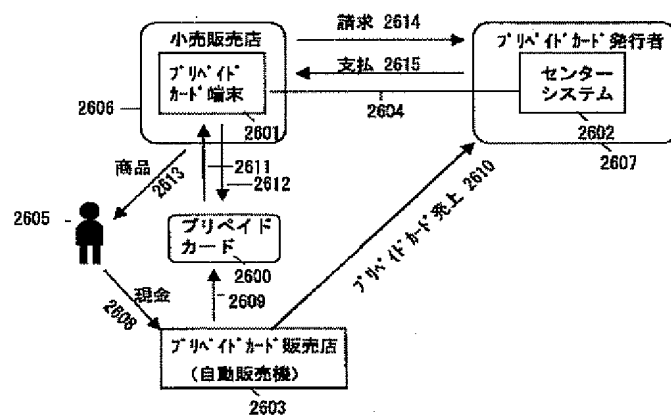 小売販売店
請求 2614
プリペイドカード発行者
支払 2615
プリペイド
カード端末
センター
システム
2604
2606
2601
2602
2607
2611
2612
商品
2613
2605
プリペイド
カード
2600
プリペイドカード売上 2610
2609
現金
2608
プリペイドカード販売店
(自動販売機)
2603